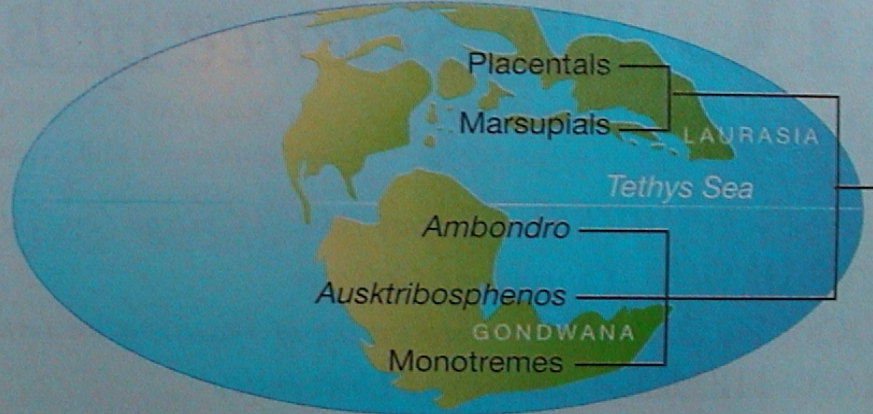 Placentals
Marsupials
LAURASIA
Tethys Sea
Ambondro
Ausktribosphenos
GONDWANA
Monotremes